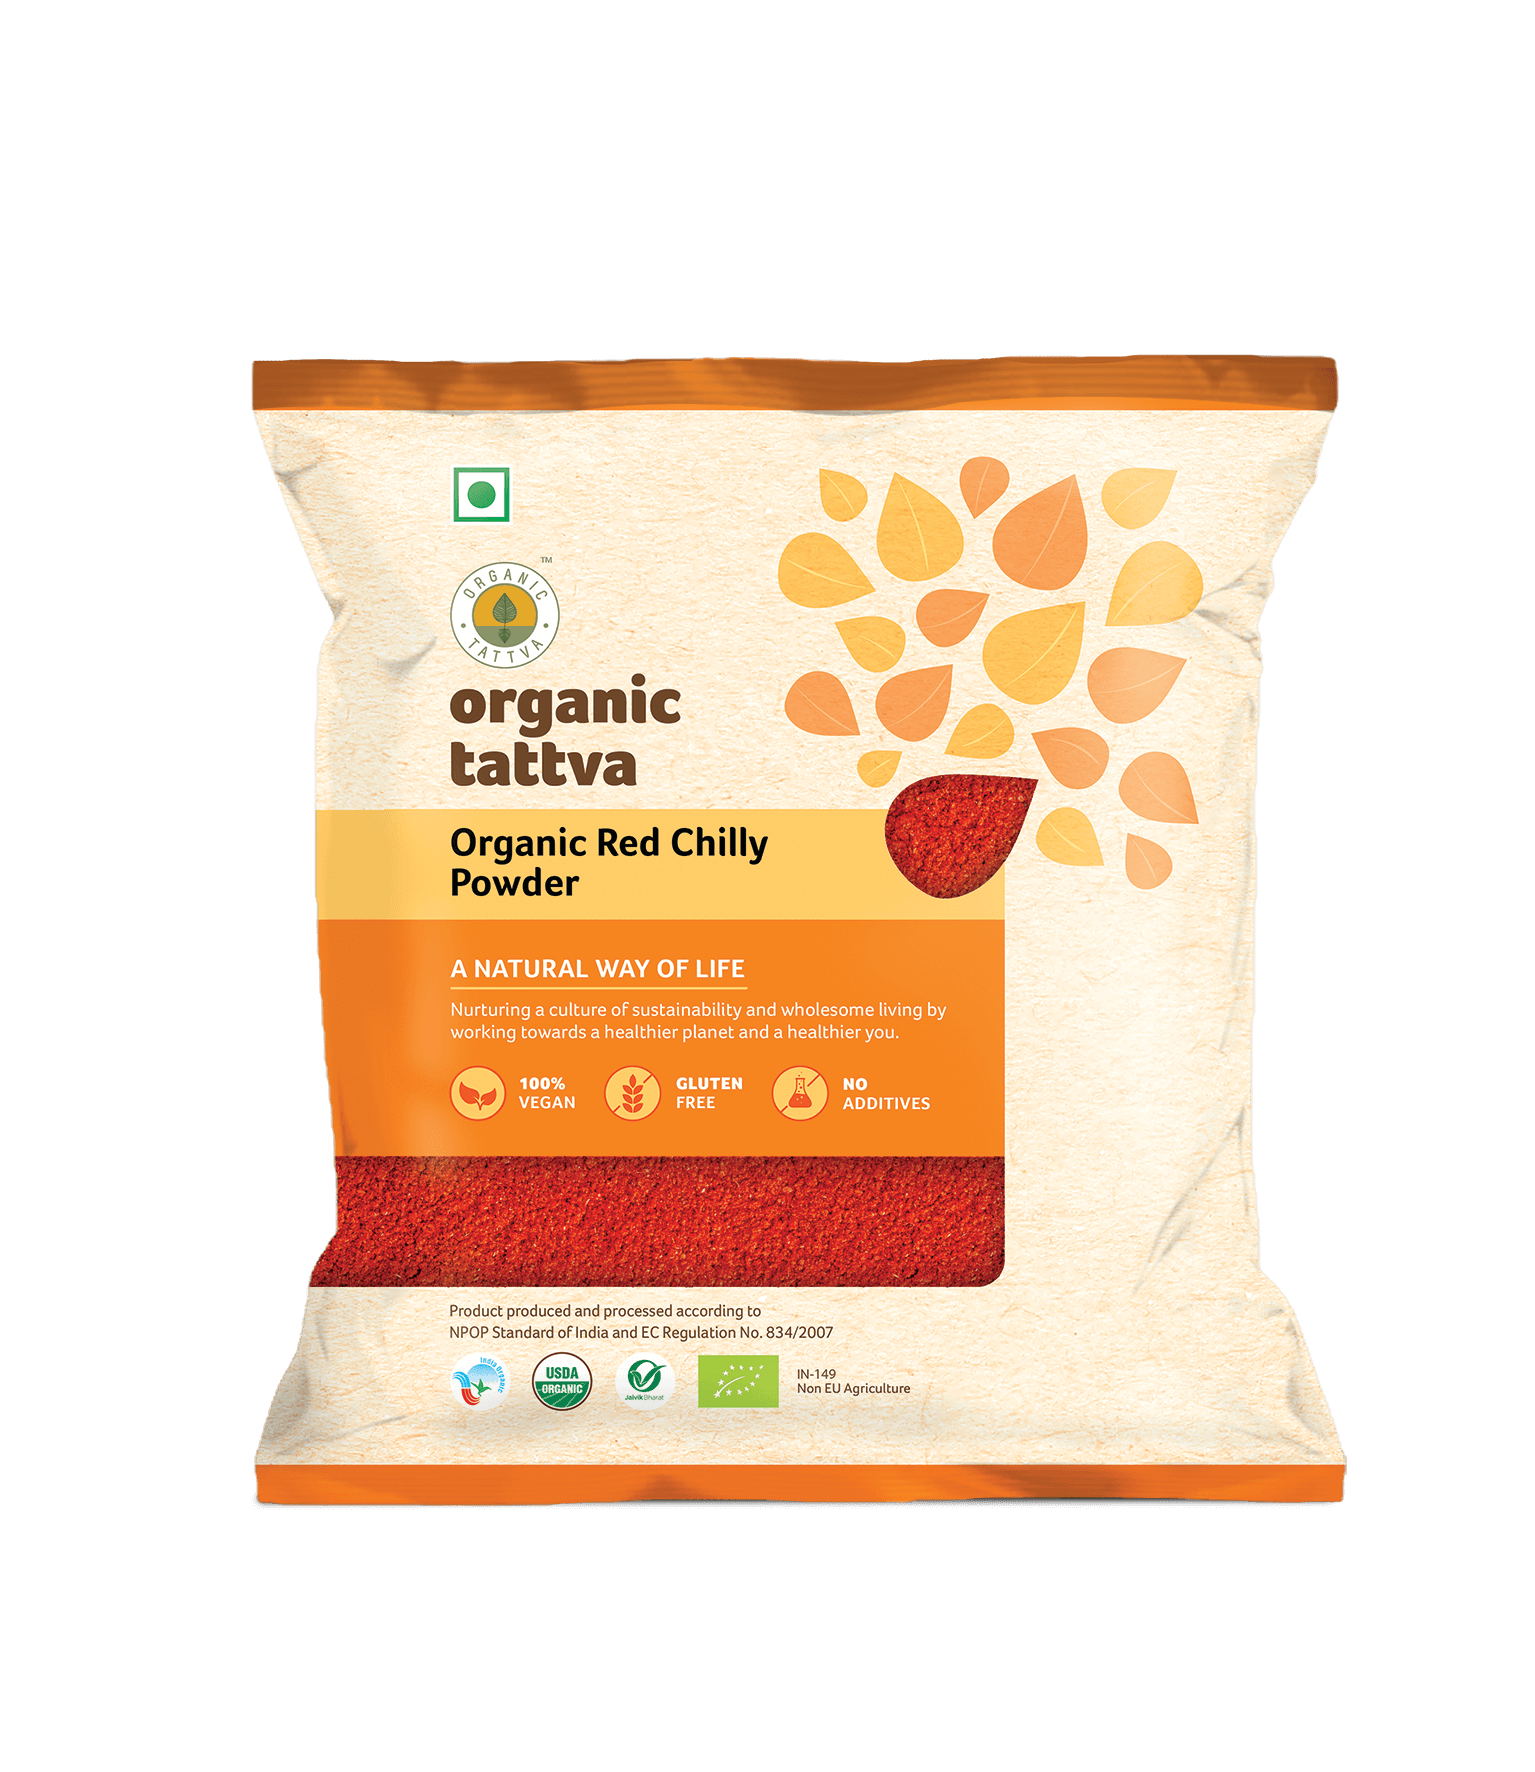 ORGANIC
TATTVA
TM
organic
tattva
Organic Red Chilly
Powder
A NATURAL WAY OF LIFE
Nurturing a culture of sustainability and wholesome living by
working towards a healthier planet and a healthier you.
100%
VEGAN
GLUTEN
FREE
NO
ADDITIVES
Product produced and processed according to
NPOP Standard of India and EC Regulation No. 834/2007
India Organic
USDA
ORGANIC
Jaivik Bharat
IN-149
Non EU Agriculture